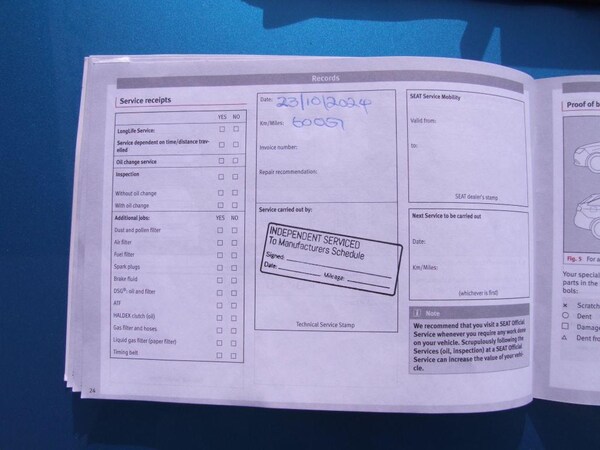 Records
Service receipts
YES NO
LongLife Service:
Service dependent on time/distance trav-
elled
Oil change service
Inspection
Without oil change
With oil change
Additional jobs: YES NO
Dust and pollen filter
Air filter
Fuel filter
Spark plugs
Brake fluid
DSG®: oil and filter
ATF
HALDEX clutch (oil)
Gas filter and hoses
Liquid gas filter (paper filter)
Timing belt
24
Date: 23/10/2024
Km/Miles: 60051
Invoice number:
Repair recommendation:
Service carried out by:
INDEPENDENT SERVICED
To Manufacturers Schedule
Signed:
Date: Mileage:
Technical Service Stamp
SEAT Service Mobility
Valid from:
to:
SEAT dealer's stamp
Next Service to be carried out
Date:
Km/Miles:
(whichever is first)
i Note
We recommend that you visit a SEAT Official
Service whenever you require any work done
on your vehicle. Scrupulously following the
Services (oil, inspection) at a SEAT Official
Service can increase the value of your vehi-
cle.
Proof of b
Fig. 5 For a
Your special
parts in the
bols:
Scratch
Dent
Damag
Dent fro